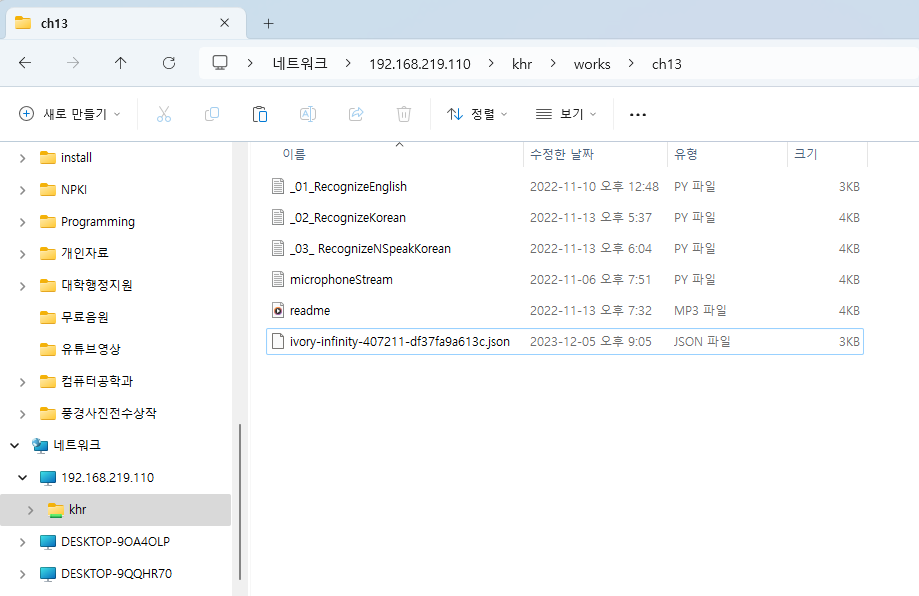 ch13
네트워크 > 192.168.219.110 > khr > works > ch13
새로 만들기 정렬 보기
install
NPKI
Programming
개인자료
대학행정지원
무료음원
유튜브영상
컴퓨터공학과
풍경사진전수상작
네트워크
192.168.219.110
khr
DESKTOP-9OA4OLP
DESKTOP-9QQHR70
이름 수정한 날짜 유형 크기
_01_RecognizeEnglish 2022-11-10 오후 12:48 PY 파일 3KB
_02_RecognizeKorean 2022-11-13 오후 5:37 PY 파일 4KB
_03_ RecognizeNSpeakKorean 2022-11-13 오후 6:04 PY 파일 4KB
microphoneStream 2022-11-06 오후 7:51 PY 파일 4KB
readme 2022-11-13 오후 7:32 MP3 파일 4KB
ivory-infinity-407211-df37fa9a613c.json 2023-12-05 오후 9:05 JSON 파일 3KB